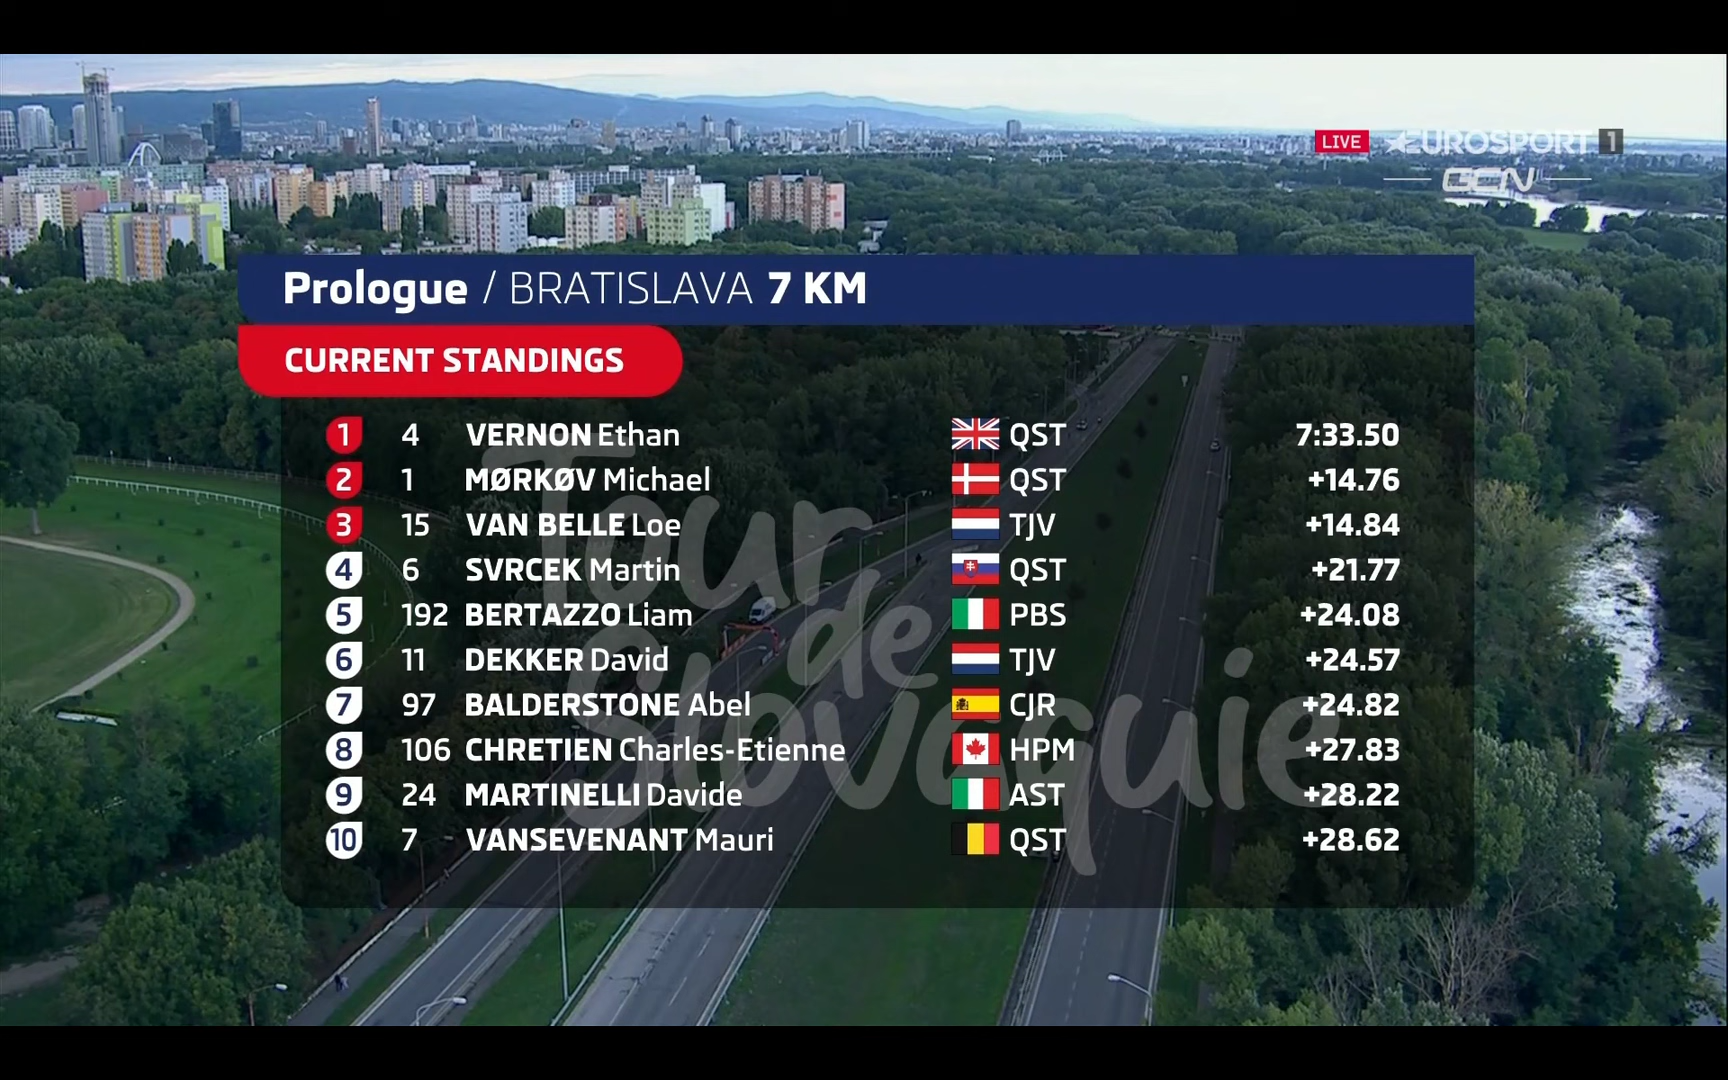 LIVE EUROSPORT 1
GCN
Prologue / BRATISLAVA 7 KM
CURRENT STANDINGS
1 4 VERNON Ethan QST 7:33.50
2 1 MØRKØV Michael QST +14.76
3 15 VAN BELLE Loe TJV +14.84
4 6 SVRCEK Martin QST +21.77
5 192 BERTAZZO Liam PBS +24.08
6 11 DEKKER David TJV +24.57
7 97 BALDERSTONE Abel CJR +24.82
8 106 CHRETIEN Charles-Etienne HPM +27.83
9 24 MARTINELLI Davide AST +28.22
10 7 VANSEVENANT Mauri QST +28.62
Tour
de
Slovaquie